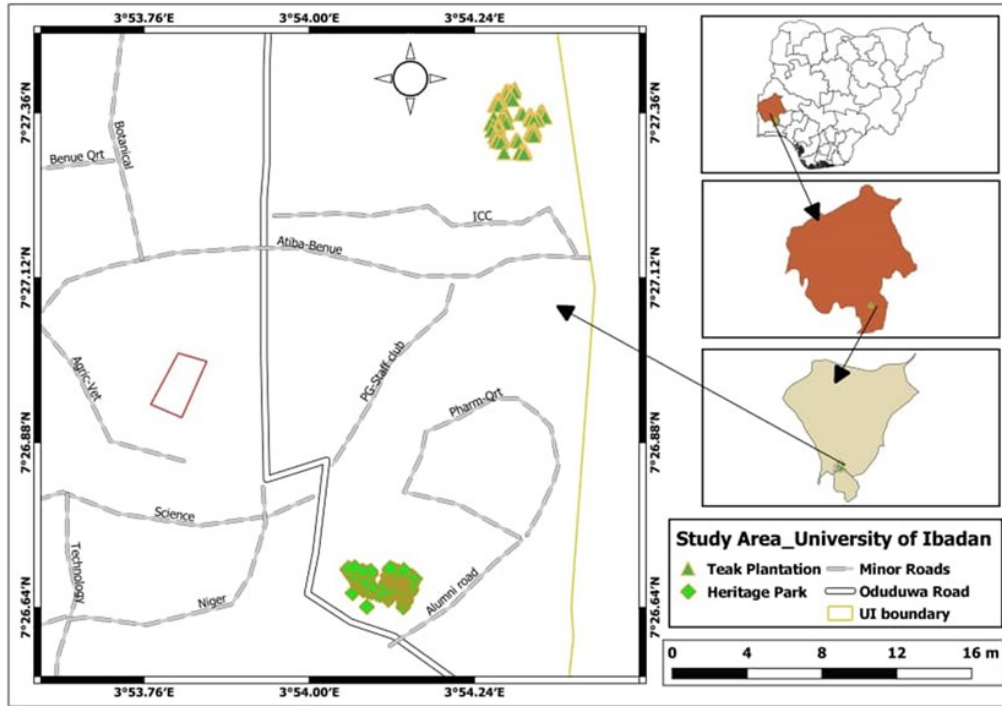 3°53.76′E 3°54.00′E 3°54.24′E
7°27.36′N
7°27.12′N
7°26.88′N
7°26.64′N
7°27.36′N
7°27.12′N
7°26.88′N
7°26.64′N
Botanical
Benue Qrt
ICC
Atiba-Benue
Agric-Vet
PG-Staff club
Pharm-Qrt
Science
Technology
Niger
Alumni road
3°53.76′E 3°54.00′E 3°54.24′E
Study Area_University of Ibadan
Teak Plantation Minor Roads
Heritage Park Oduduwa Road
UI boundary
0 4 8 12 16 m